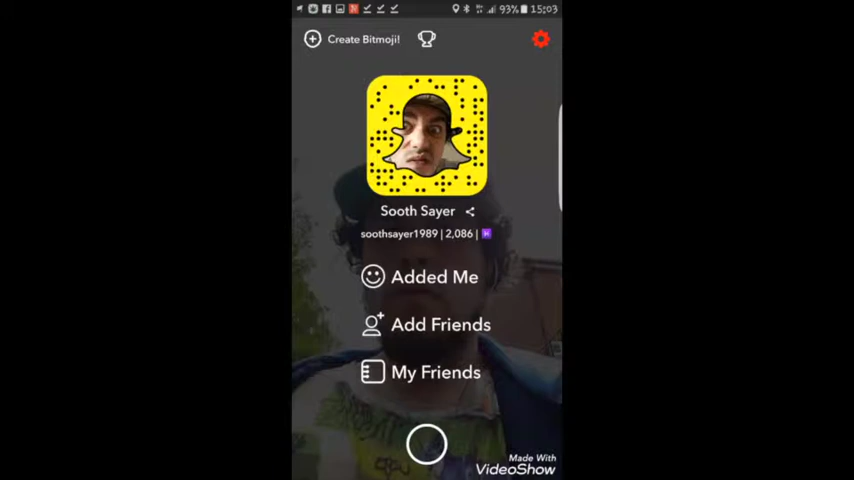 93% 15:03
Create Bitmoji!
Sooth Sayer
soothsayer1989 | 2,086 |
Added Me
Add Friends
My Friends
Made With
VideoShow